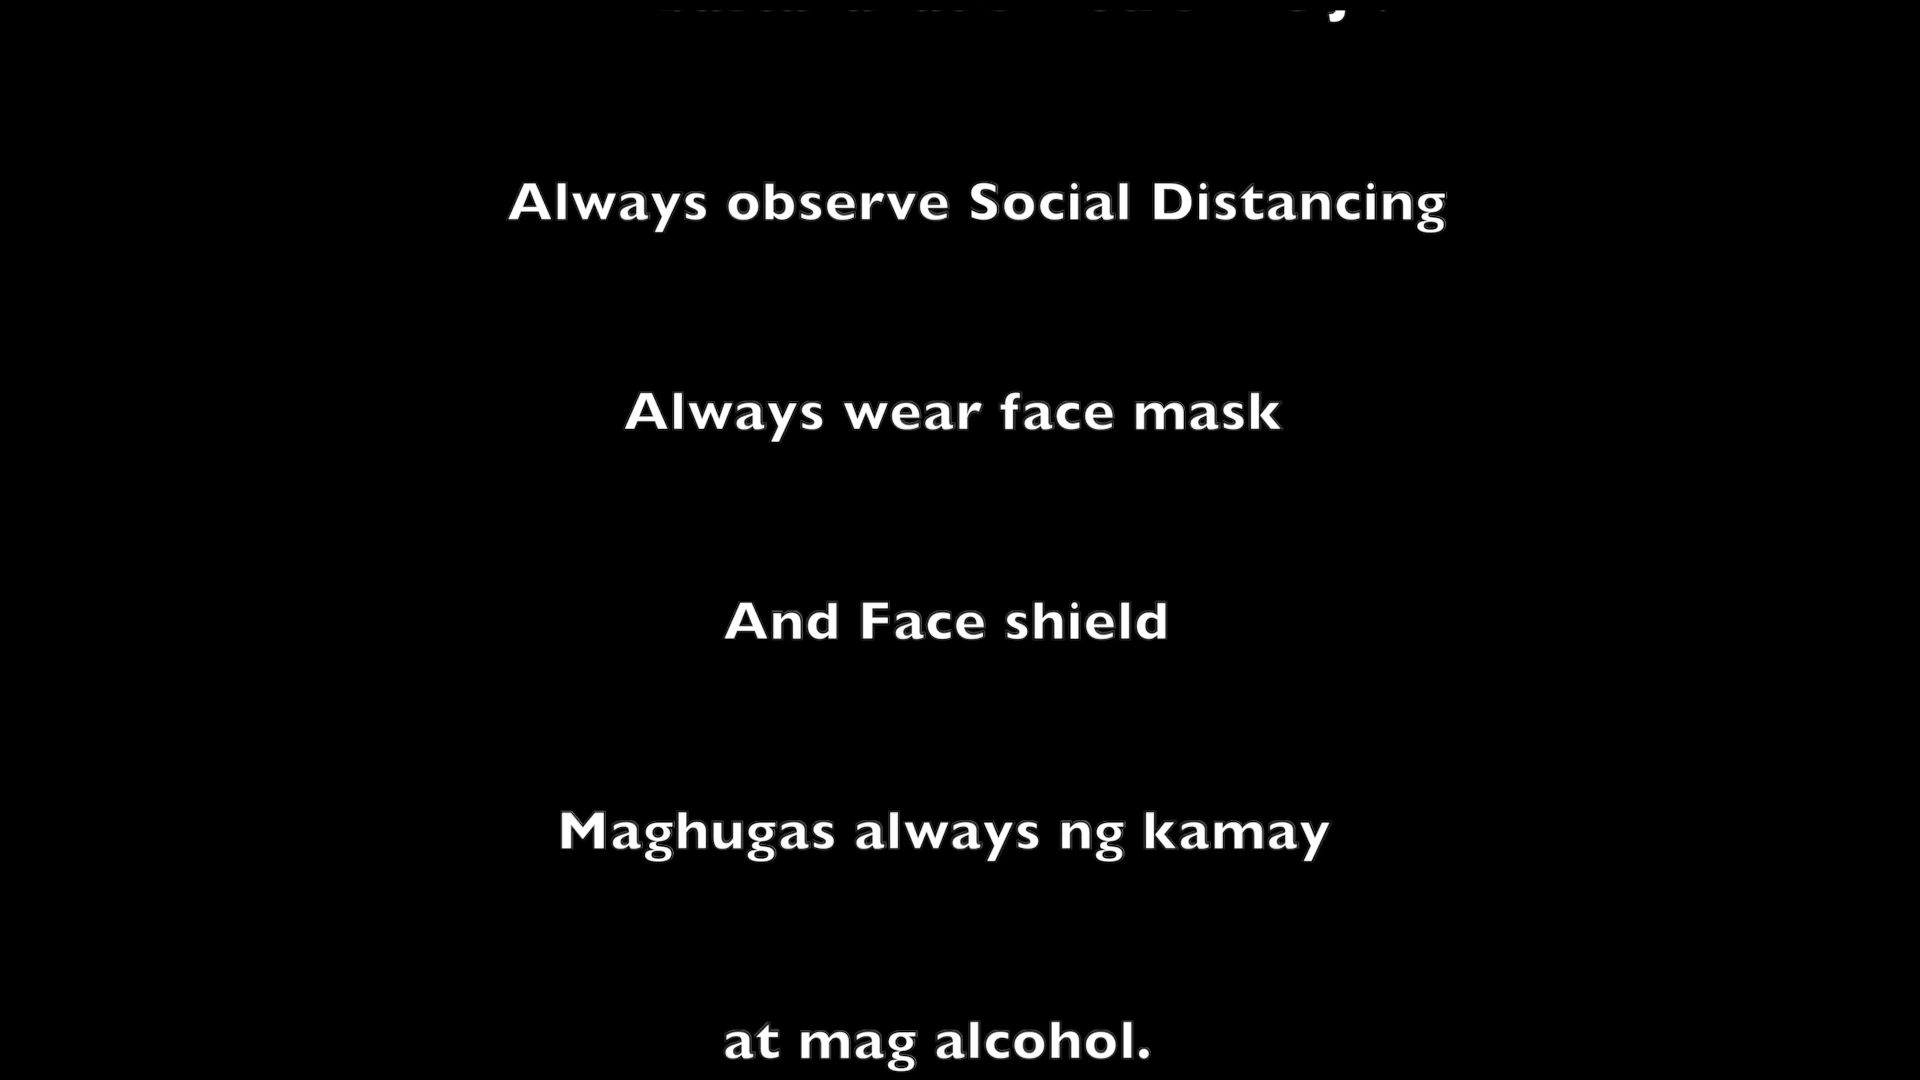 Always observe Social Distancing
Always wear face mask
And Face shield
Maghugas always ng kamay
at mag alcohol.